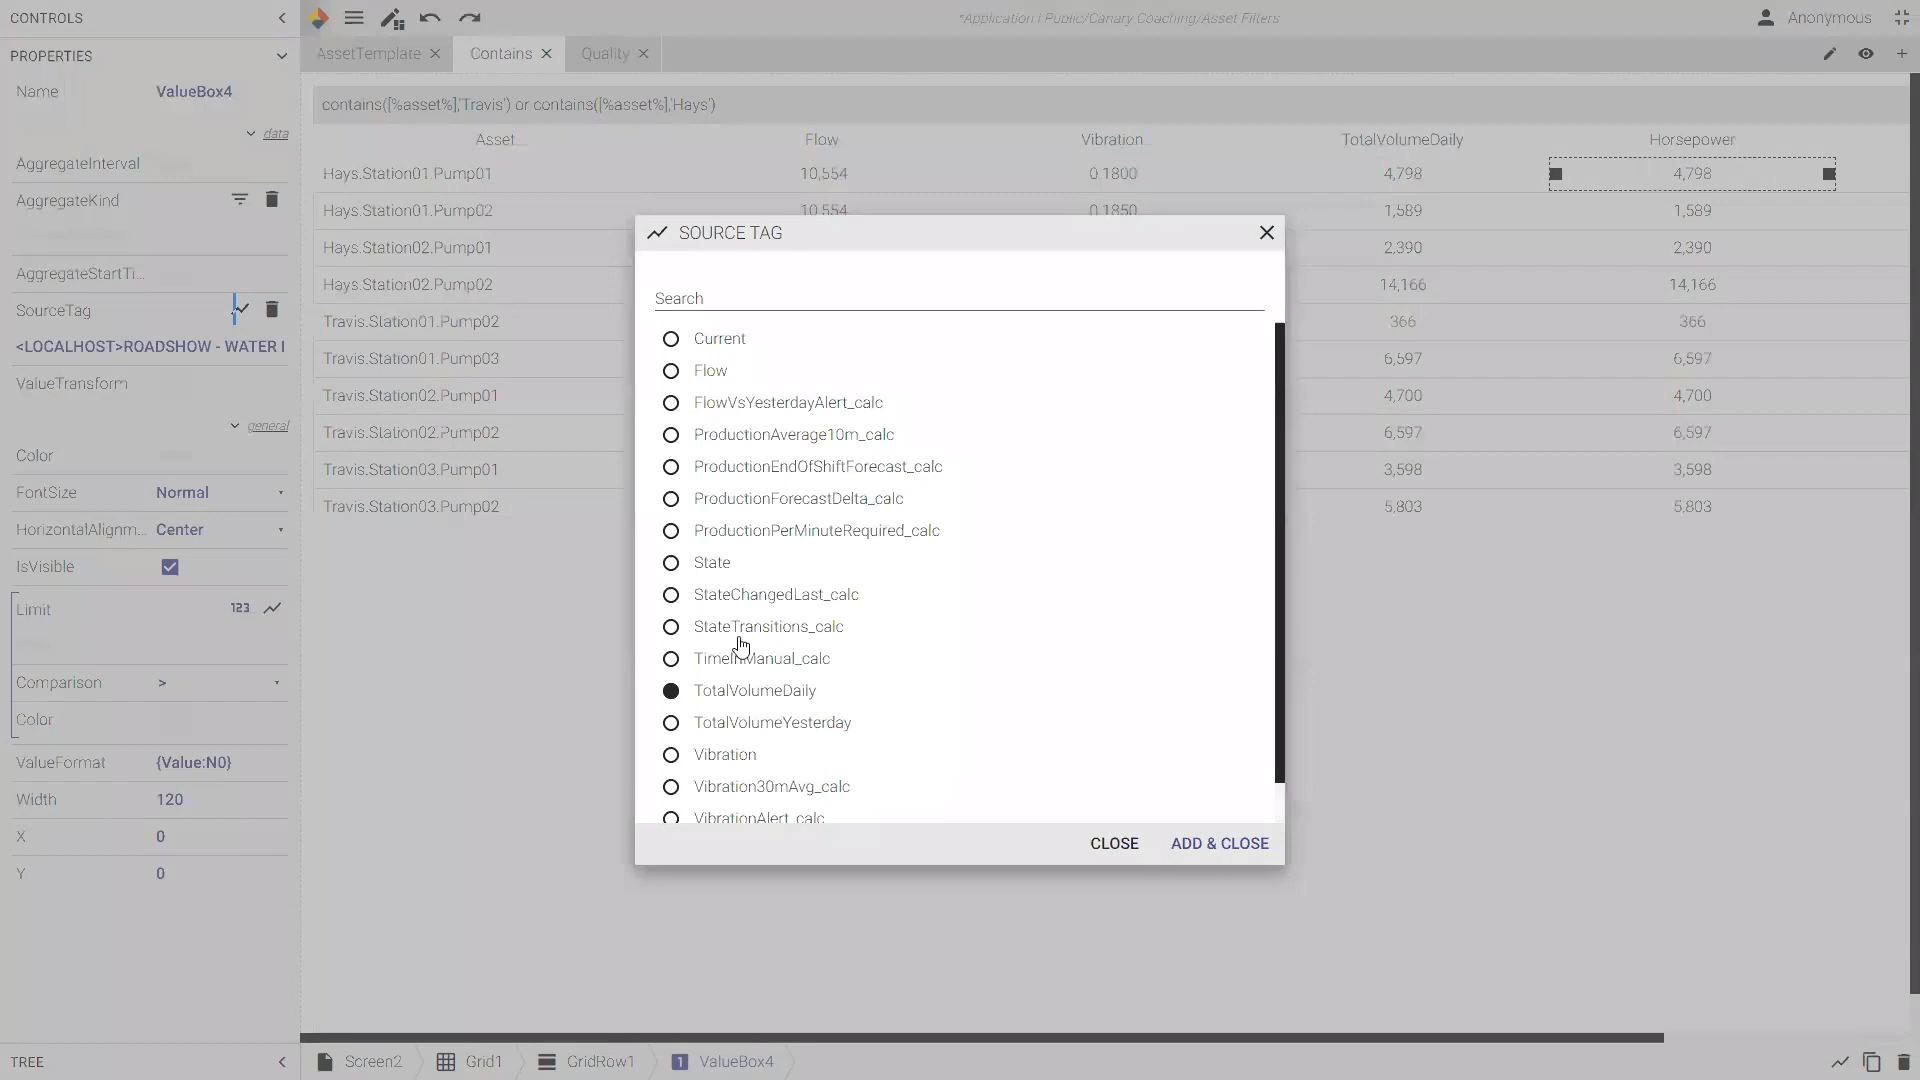 CONTROLS
*Application | Public/Canary Coaching/Asset Filters
Anonymous
PROPERTIES
AssetTemplate
Contains
Quality
Name
ValueBox4
contains([%asset%],'Travis') or contains([%asset%],'Hays')
data
Asset
Flow
Vibration
TotalVolumeDaily
Horsepower
AggregateInterval
Hays.Station01.Pump01
10,554
0.1800
4,798
4,798
AggregateKind
Hays.Station01.Pump02
10,554
0.1850
1,589
1,589
Hays.Station02.Pump01
2,390
2,390
AggregateStartTi...
Hays.Station02.Pump02
14,166
14,166
SourceTag
Travis.Station01.Pump02
366
366
<LOCALHOST>ROADSHOW - WATER
Travis.Station01.Pump03
6,597
6,597
ValueTransform
Travis.Station02.Pump01
4,700
4,700
general
Travis.Station02.Pump02
6,597
6,597
Color
Travis.Station03.Pump01
3,598
3,598
FontSize
Normal
Travis.Station03.Pump02
5,803
5,803
HorizontalAlignm...
Center
IsVisible
Limit
123
Comparison
>
Color
ValueFormat
{Value:N0}
Width
120
X
0
Y
0
SOURCE TAG
Search
Current
Flow
FlowVsYesterdayAlert_calc
ProductionAverage10m_calc
ProductionEndOfShiftForecast_calc
ProductionForecastDelta_calc
ProductionPerMinuteRequired_calc
State
StateChangedLast_calc
StateTransitions_calc
TimeInManual_calc
TotalVolumeDaily
TotalVolumeYesterday
Vibration
Vibration30mAvg_calc
VibrationAlert_calc
CLOSE
ADD & CLOSE
TREE
Screen2
Grid1
GridRow1
1
ValueBox4